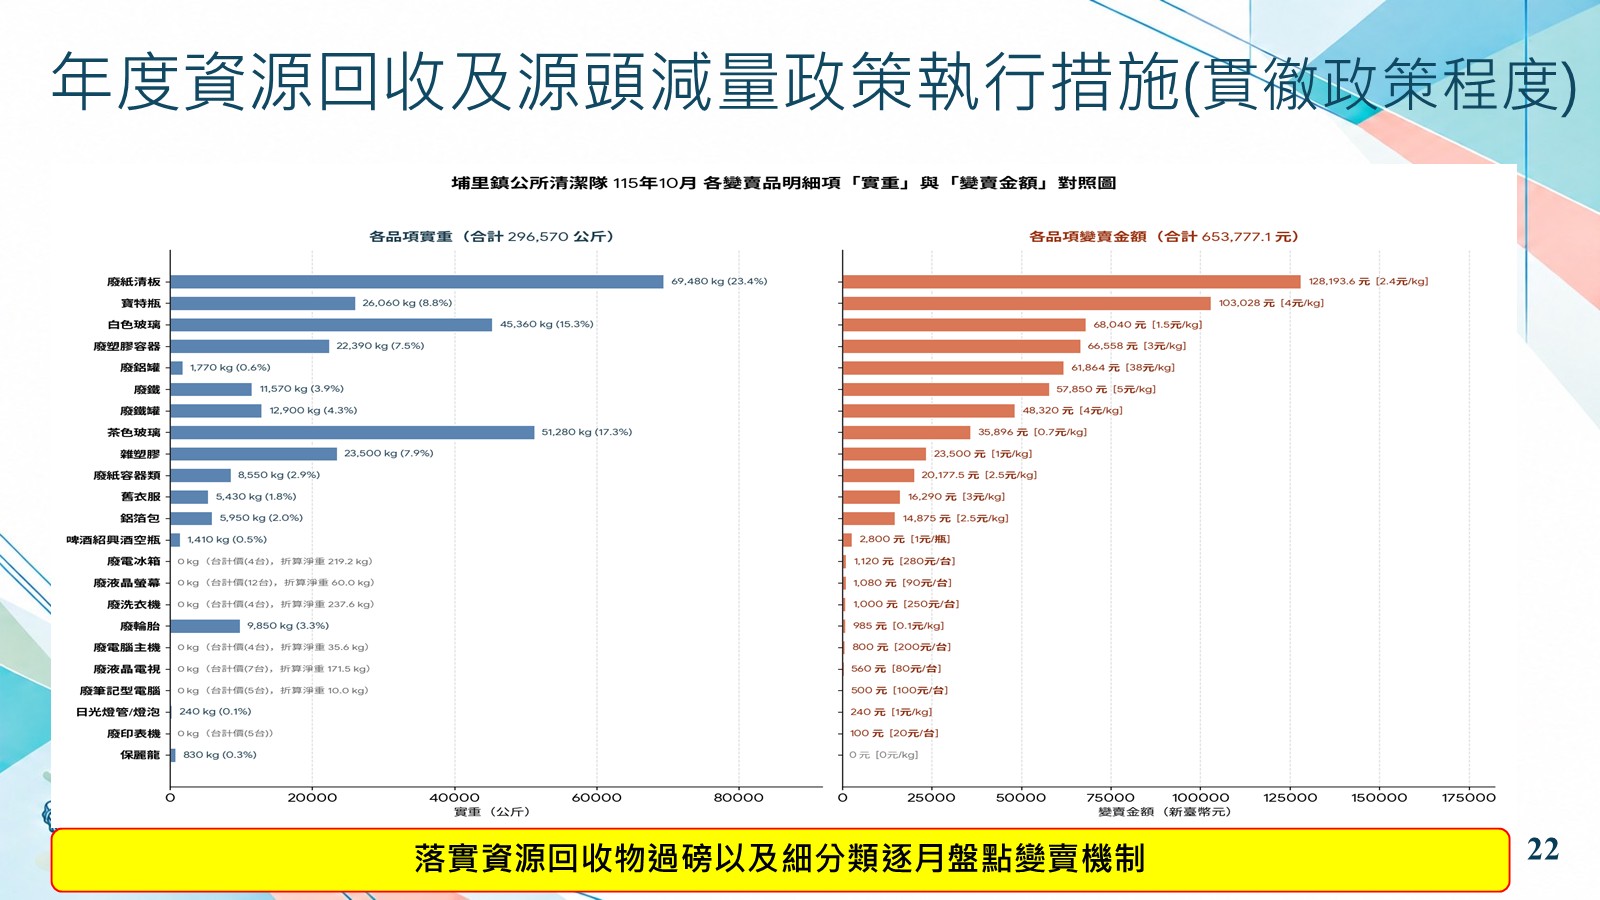 年度資源回收及源頭減量政策執行措施(貫徹政策程度)
埔里鎮公所清潔隊 115年10月 各變賣品明細項「實重」與「變賣金額」對照圖
各品項實重（合計 296,570 公斤）
廢紙清板 69,480 kg (23.4%)
寶特瓶 26,060 kg (8.8%)
白色玻璃 45,360 kg (15.3%)
廢塑膠容器 22,390 kg (7.5%)
廢鋁罐 1,770 kg (0.6%)
廢鐵 11,570 kg (3.9%)
廢鐵罐 12,900 kg (4.3%)
茶色玻璃 51,280 kg (17.3%)
雜塑膠 23,500 kg (7.9%)
廢紙容器類 8,550 kg (2.9%)
舊衣服 5,430 kg (1.8%)
鋁箔包 5,950 kg (2.0%)
啤酒紹興酒空瓶 1,410 kg (0.5%)
廢電冰箱 0 kg（台計價(4台)，折算淨重 219.2 kg）
廢液晶螢幕 0 kg（台計價(12台)，折算淨重 60.0 kg）
廢洗衣機 0 kg（台計價(4台)，折算淨重 237.6 kg）
廢輪胎 9,850 kg (3.3%)
廢電腦主機 0 kg（台計價(4台)，折算淨重 35.6 kg）
廢液晶電視 0 kg（台計價(7台)，折算淨重 171.5 kg）
廢筆記型電腦 0 kg（台計價(5台)，折算淨重 10.0 kg）
日光燈管/燈泡 240 kg (0.1%)
廢印表機 0 kg（台計價(5台)）
保麗龍 830 kg (0.3%)
0 20000 40000 60000 80000
實重（公斤）
各品項變賣金額（合計 653,777.1 元）
128,193.6 元 [2.4元/kg]
103,028 元 [4元/kg]
68,040 元 [1.5元/kg]
66,558 元 [3元/kg]
61,864 元 [38元/kg]
57,850 元 [5元/kg]
48,320 元 [4元/kg]
35,896 元 [0.7元/kg]
23,500 元 [1元/kg]
20,177.5 元 [2.5元/kg]
16,290 元 [3元/kg]
14,875 元 [2.5元/kg]
2,800 元 [1元/瓶]
1,120 元 [280元/台]
1,080 元 [90元/台]
1,000 元 [250元/台]
985 元 [0.1元/kg]
800 元 [200元/台]
560 元 [80元/台]
500 元 [100元/台]
240 元 [1元/kg]
100 元 [20元/台]
0 元 [0元/kg]
0 25000 50000 75000 100000 125000 150000 175000
變賣金額（新臺幣元）
落實資源回收物過磅以及細分類逐月盤點變賣機制
22